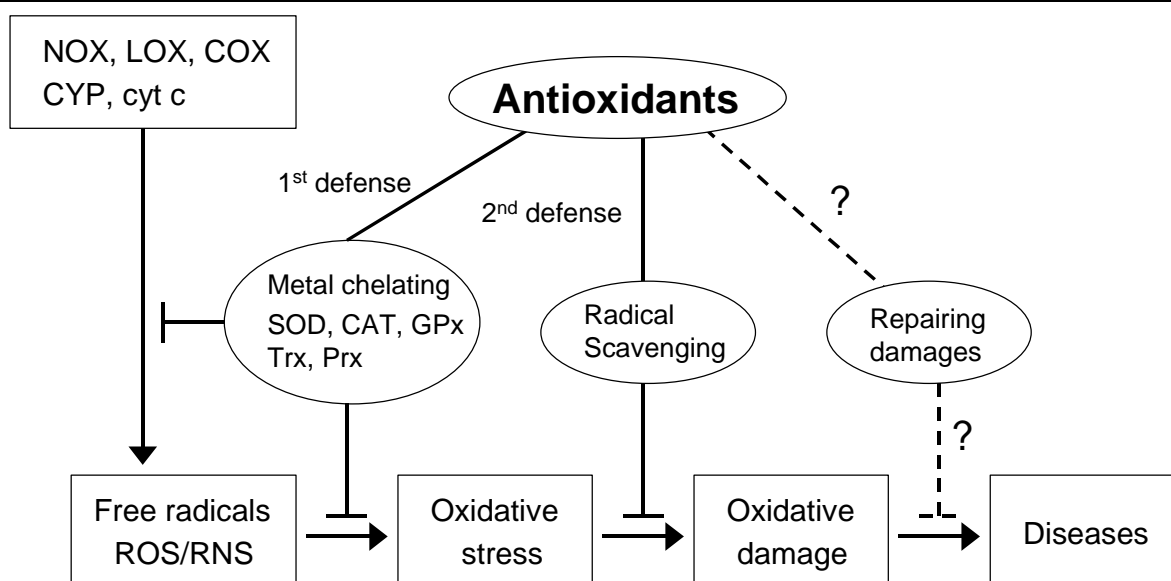 NOX, LOX, COX
CYP, cyt c
Antioxidants
1st defense
2nd defense
?
Metal chelating
SOD, CAT, GPx
Trx, Prx
Radical
Scavenging
Repairing
damages
?
Free radicals
ROS/RNS
Oxidative
stress
Oxidative
damage
Diseases